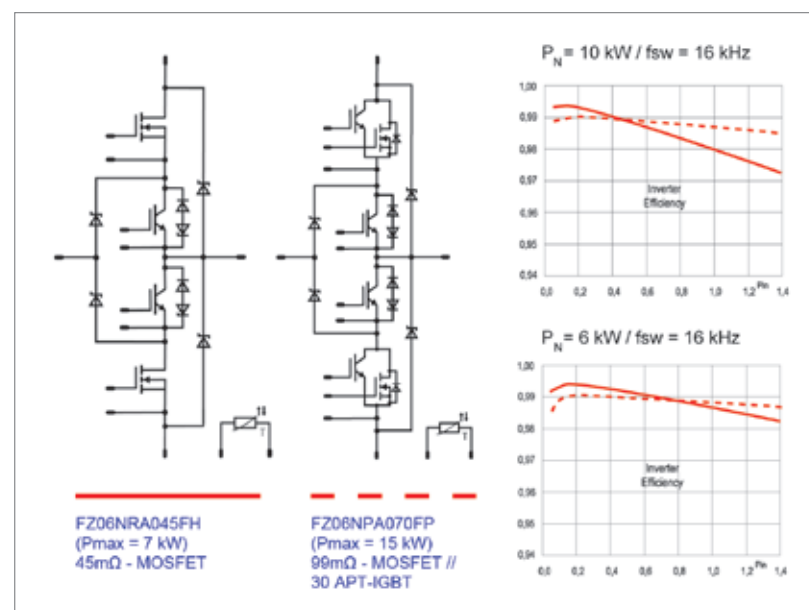 P_N = 10 kW / fsw = 16 kHz
1,00
0,99
0,98
0,97
0,96
0,95
0,94
Inverter
Efficiency
0,0 0,2 0,4 0,6 0,8 1,0 1,2 Pin 1,4
P_N = 6 kW / fsw = 16 kHz
1,00
0,99
0,98
0,97
0,96
0,95
0,94
Inverter
Efficiency
0,0 0,2 0,4 0,6 0,8 1,0 1,2 Pin 1,4
T
T
FZ06NRA045FH
(Pmax = 7 kW)
45mΩ - MOSFET
FZ06NPA070FP
(Pmax = 15 kW)
99mΩ - MOSFET //
30 APT-IGBT